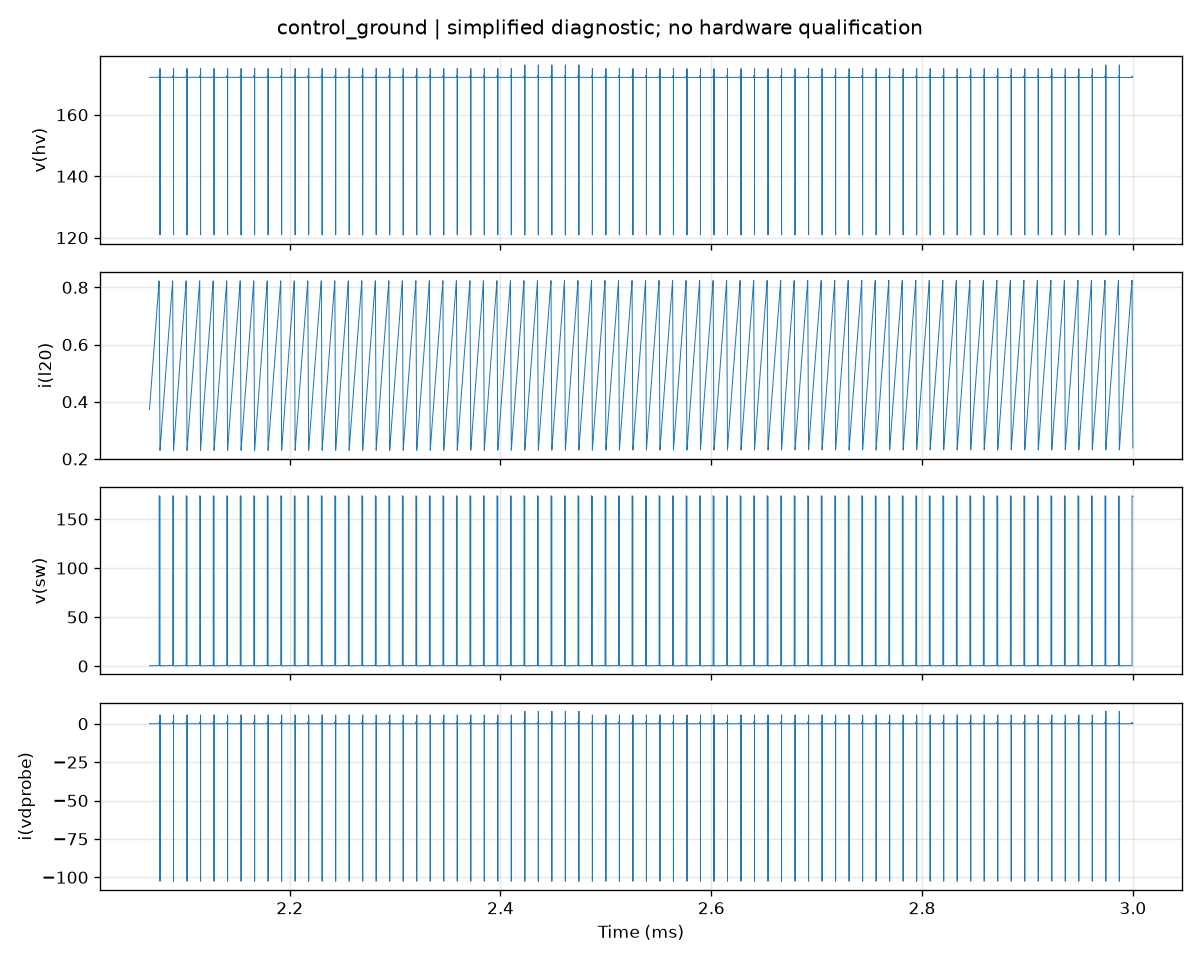 control_ground | simplified diagnostic; no hardware qualification
v(hv)
160
140
120
i(l20)
0.8
0.6
0.4
0.2
v(sw)
150
100
50
0
i(vdprobe)
0
−25
−50
−75
−100
2.2 2.4 2.6 2.8 3.0
Time (ms)